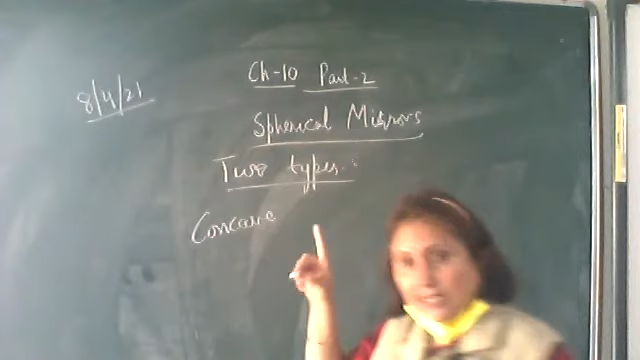 8/4/21
Ch-10 Part-2
Spherical Mirrors
Two types:
Concave